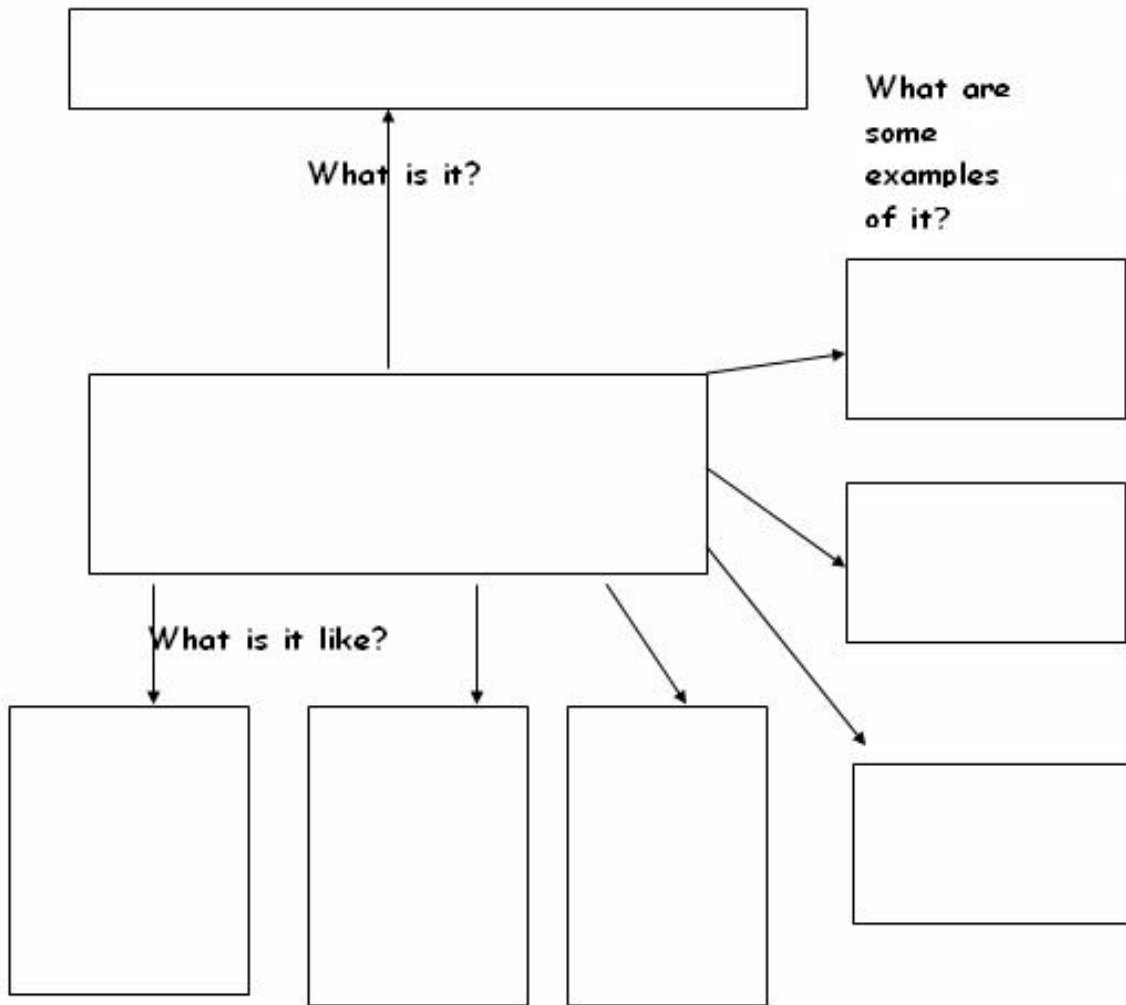 What are
some
examples
of it?
What is it?
What is it like?